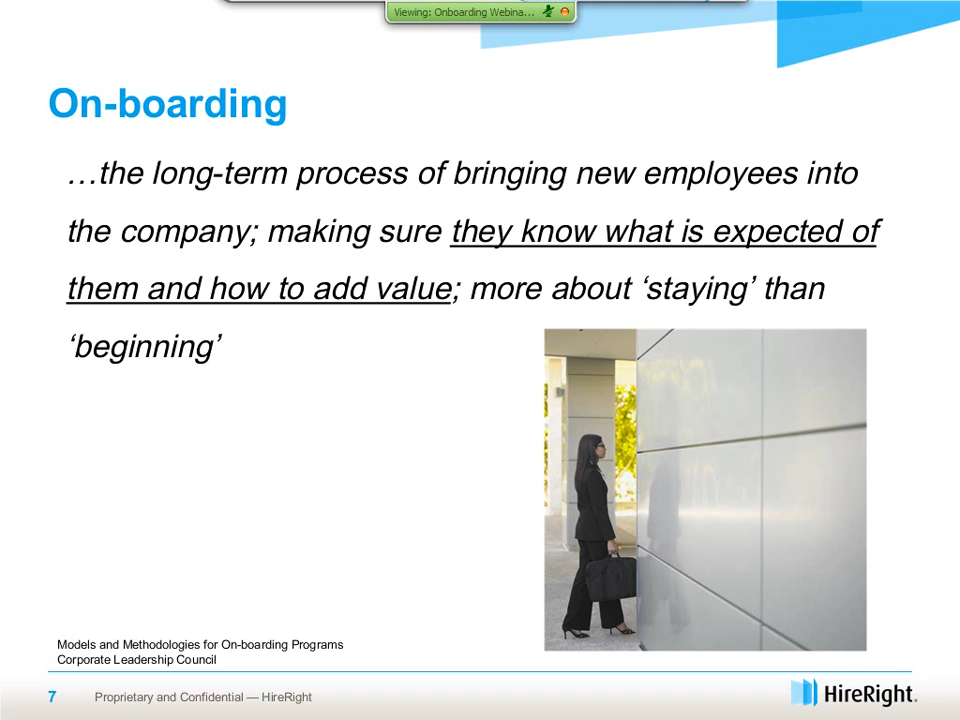 Viewing: Onboarding Webina...
On-boarding
…the long-term process of bringing new employees into
the company; making sure they know what is expected of
them and how to add value; more about ‘staying’ than
‘beginning’
Models and Methodologies for On-boarding Programs
Corporate Leadership Council
7 Proprietary and Confidential — HireRight
HireRight